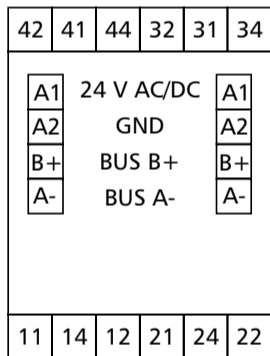 42 41 44 32 31 34
A1 24 V AC/DC A1
A2 GND A2
B+ BUS B+ B+
A- BUS A- A-
11 14 12 21 24 22